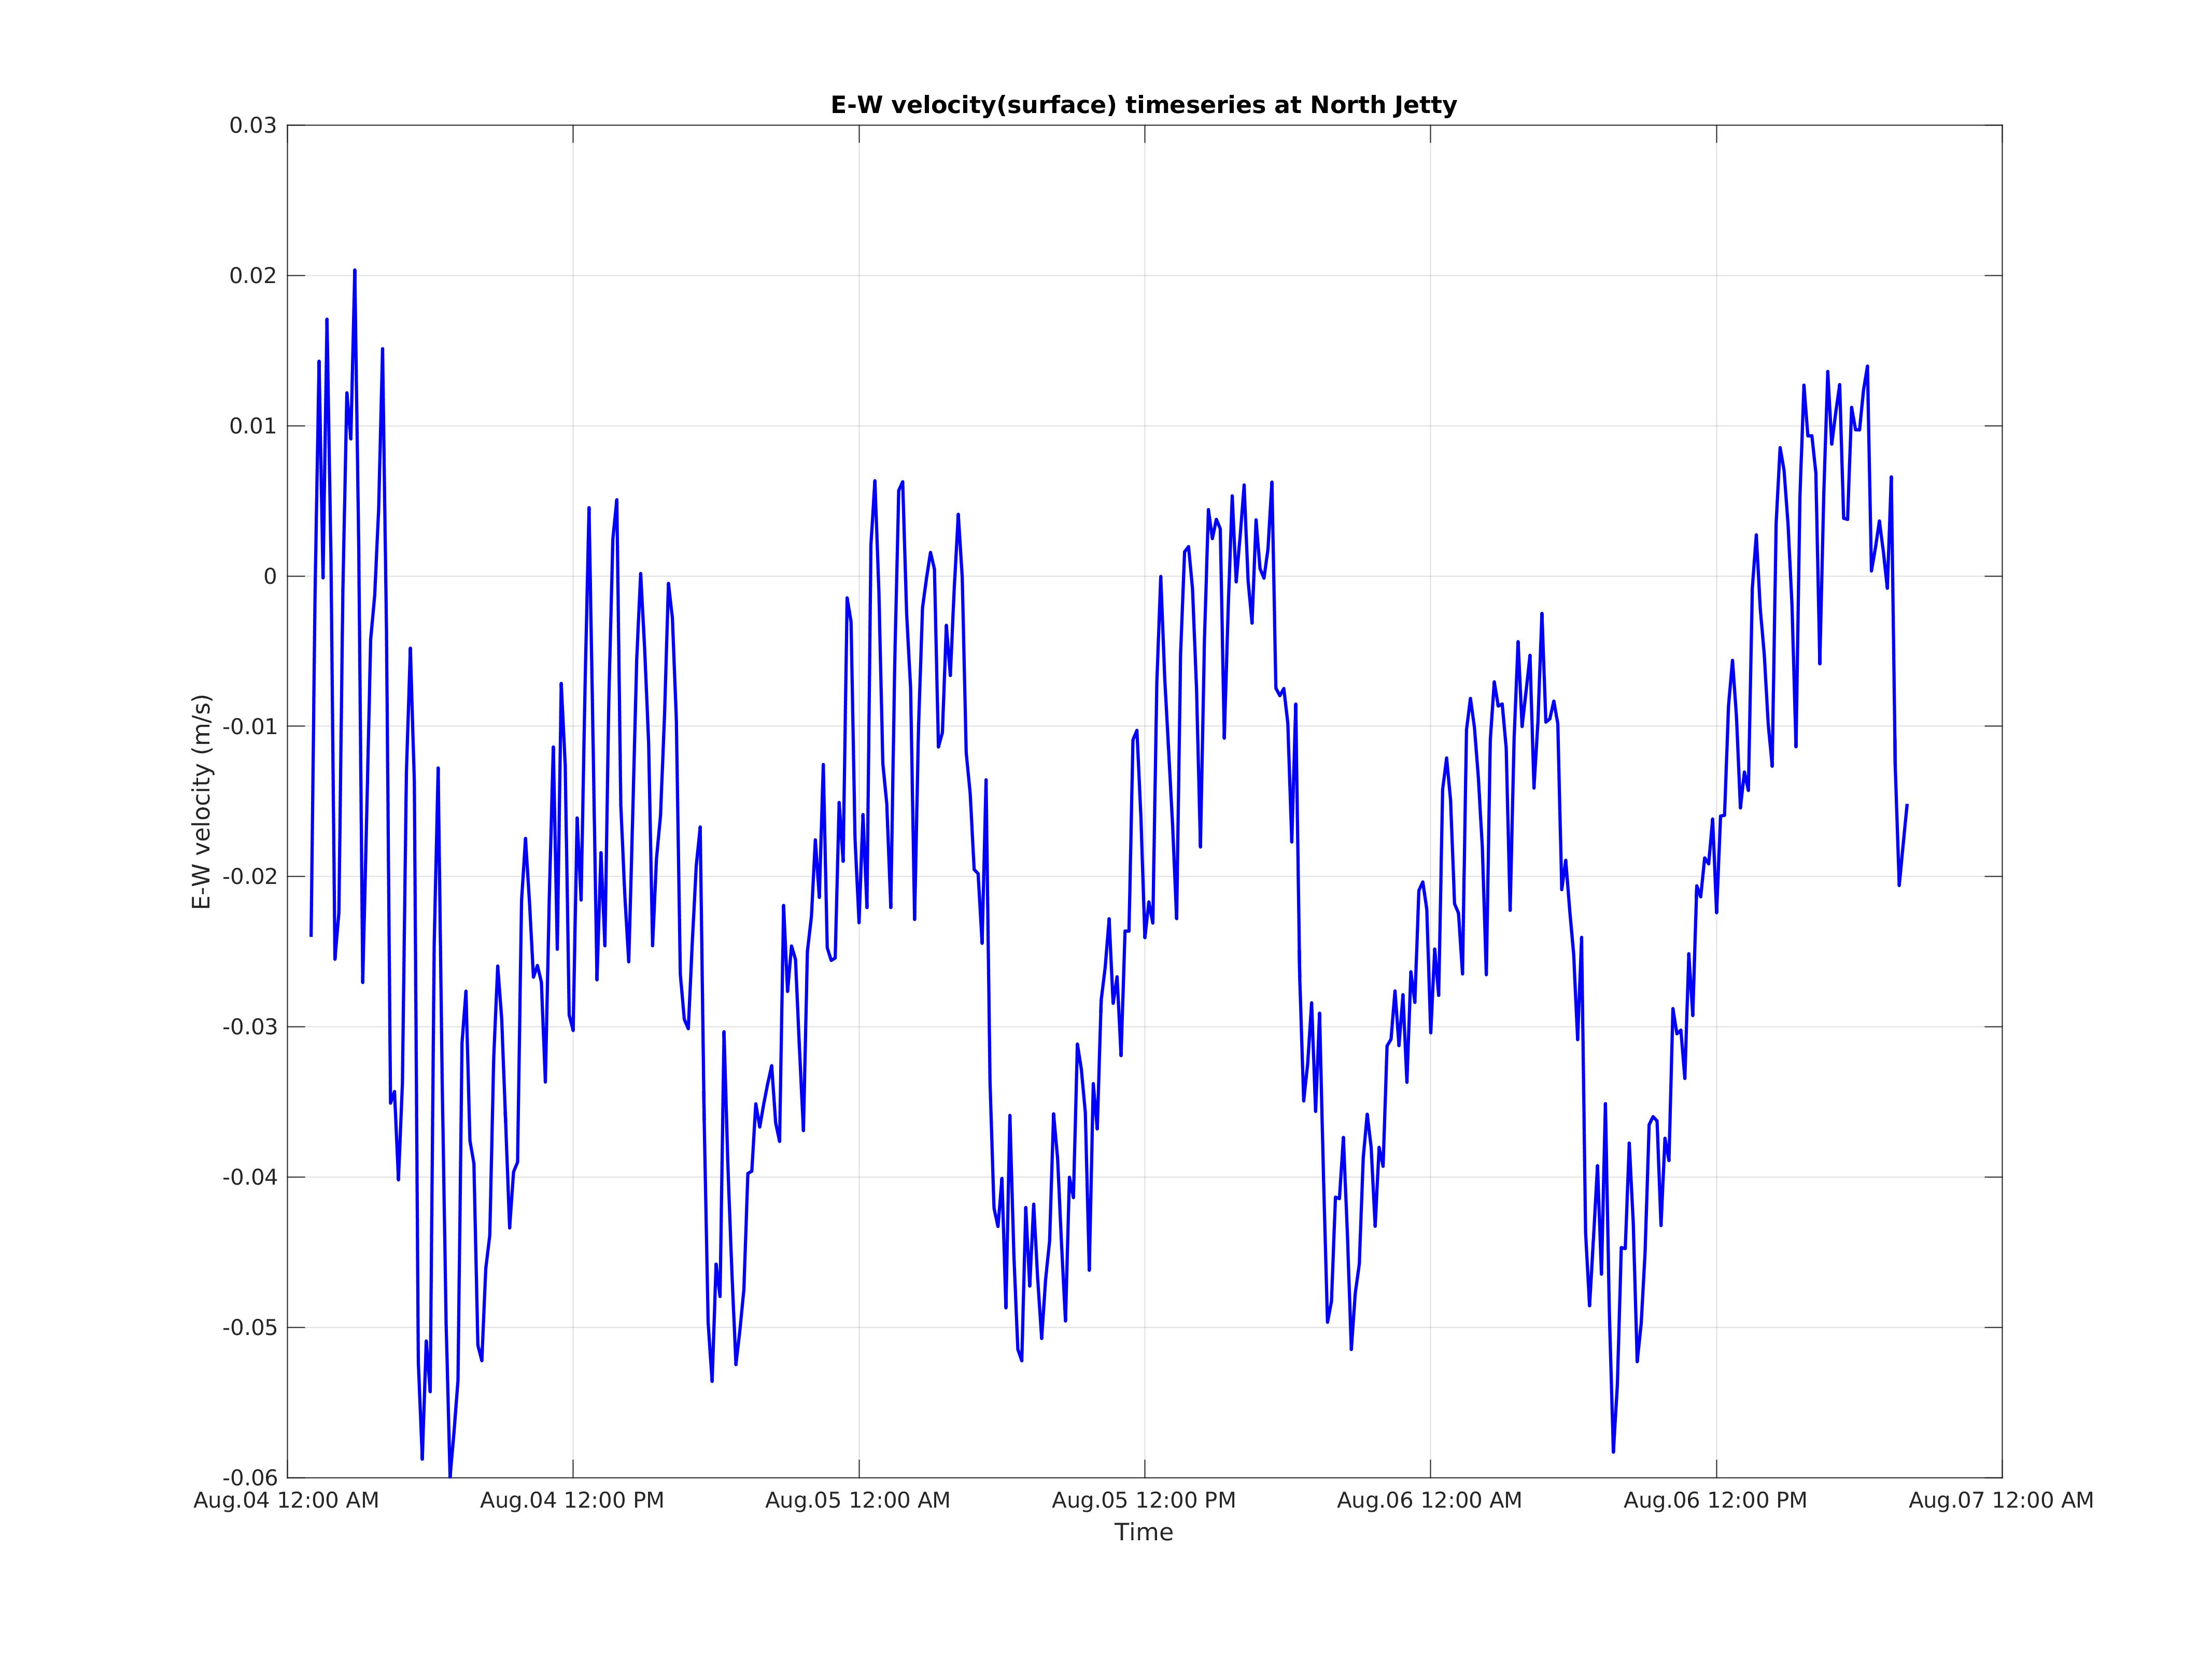 E-W velocity(surface) timeseries at North Jetty
0.03
0.02
0.01
0
-0.01
-0.02
-0.03
-0.04
-0.05
-0.06
E-W velocity (m/s)
Aug.04 12:00 AM Aug.04 12:00 PM Aug.05 12:00 AM Aug.05 12:00 PM Aug.06 12:00 AM Aug.06 12:00 PM Aug.07 12:00 AM
Time